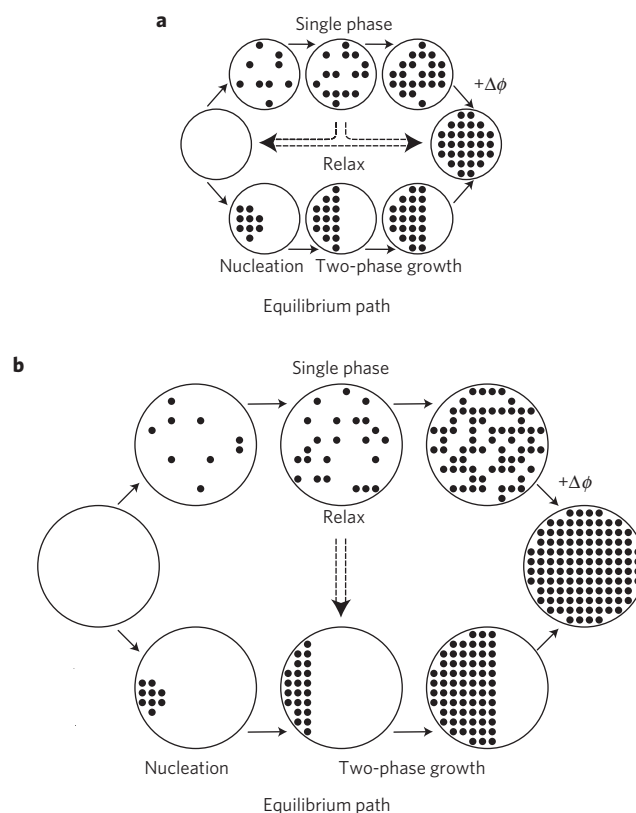 a
Single phase
+Δϕ
Relax
Nucleation
Two-phase growth
Equilibrium path
b
Single phase
+Δϕ
Relax
Nucleation
Two-phase growth
Equilibrium path